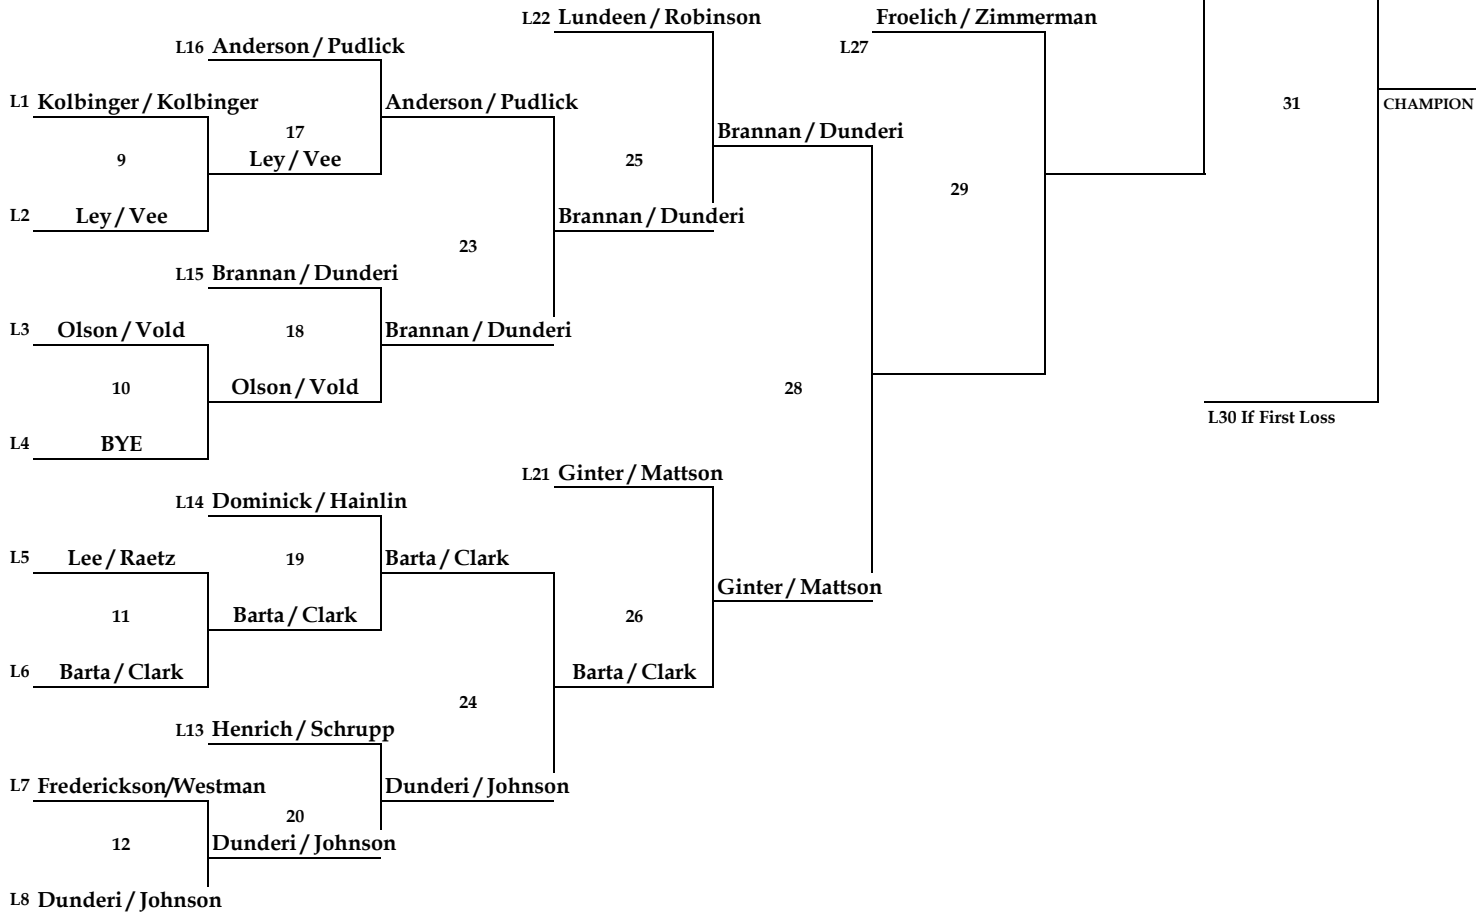 L22 Lundeen / Robinson
Froelich / Zimmerman
L16 Anderson / Pudlick
L27
L1 Kolbinger / Kolbinger
Anderson / Pudlick
31
CHAMPION
17
Brannan / Dunderi
9
Ley / Vee
25
29
L2 Ley / Vee
Brannan / Dunderi
23
L15 Brannan / Dunderi
L3 Olson / Vold
18
Brannan / Dunderi
10
Olson / Vold
28
L30 If First Loss
L4 BYE
L21 Ginter / Mattson
L14 Dominick / Hainlin
L5 Lee / Raetz
19
Barta / Clark
Ginter / Mattson
11
Barta / Clark
26
L6 Barta / Clark
Barta / Clark
24
L13 Henrich / Schrupp
L7 Frederickson/Westman
Dunderi / Johnson
20
12
Dunderi / Johnson
L8 Dunderi / Johnson